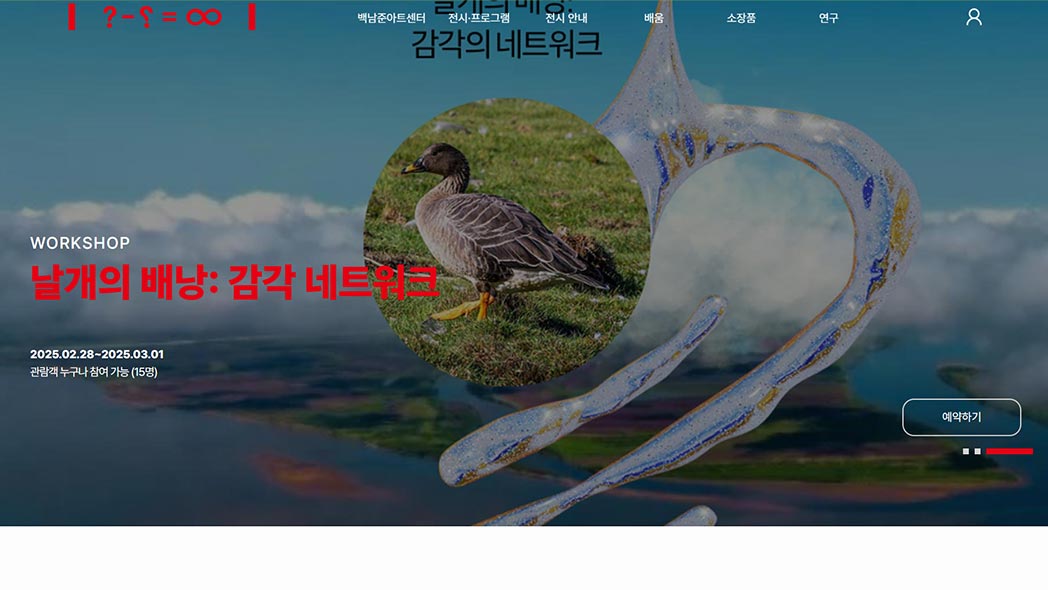 ? - ? = ∞
백남준아트센터 전시·프로그램 전시 안내 배움 소장품 연구
날개의 배낭:
감각의 네트워크
WORKSHOP
날개의 배낭: 감각 네트워크
2025.02.28~2025.03.01
관람객 누구나 참여 가능 (15명)
예약하기